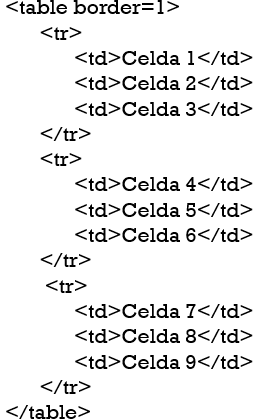 <table border=1>
<tr>
<td>Celda 1</td>
<td>Celda 2</td>
<td>Celda 3</td>
</tr>
<tr>
<td>Celda 4</td>
<td>Celda 5</td>
<td>Celda 6</td>
</tr>
<tr>
<td>Celda 7</td>
<td>Celda 8</td>
<td>Celda 9</td>
</tr>
</table>